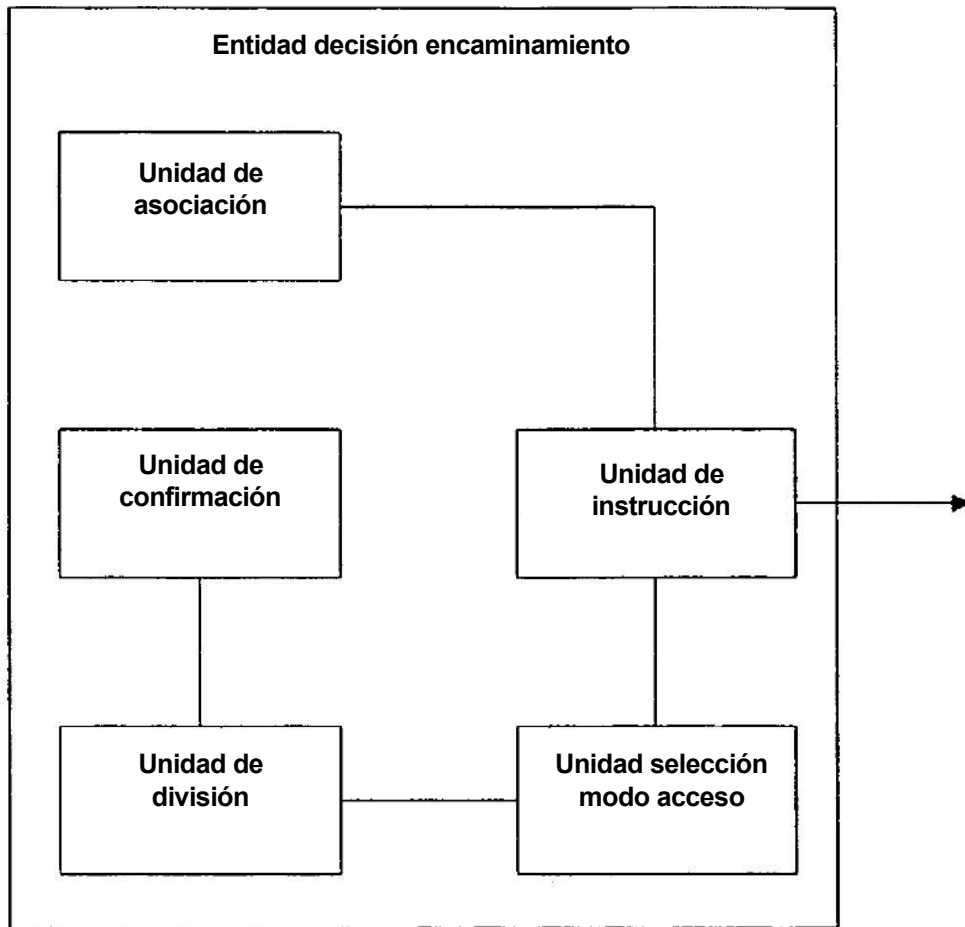 Entidad decisión encaminamiento
Unidad de
asociación
Unidad de
confirmación
Unidad de
instrucción
Unidad de
división
Unidad selección
modo acceso